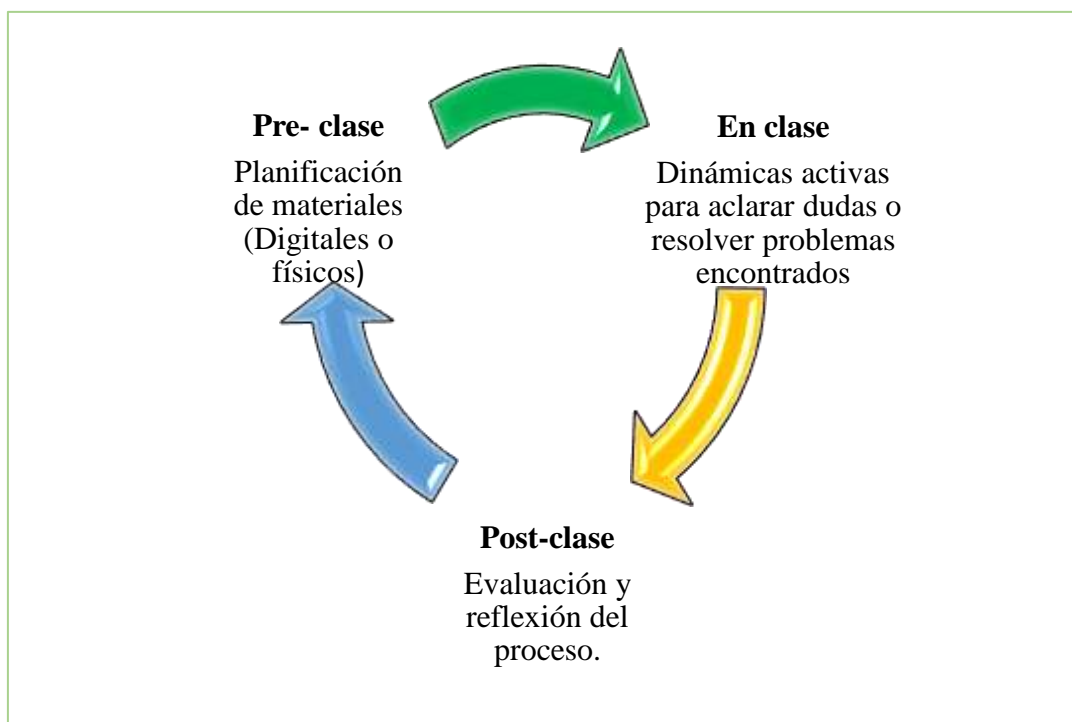 Pre- clase
Planificación
de materiales
(Digitales o
físicos)
En clase
Dinámicas activas
para aclarar dudas o
resolver problemas
encontrados
Post-clase
Evaluación y
reflexión del
proceso.